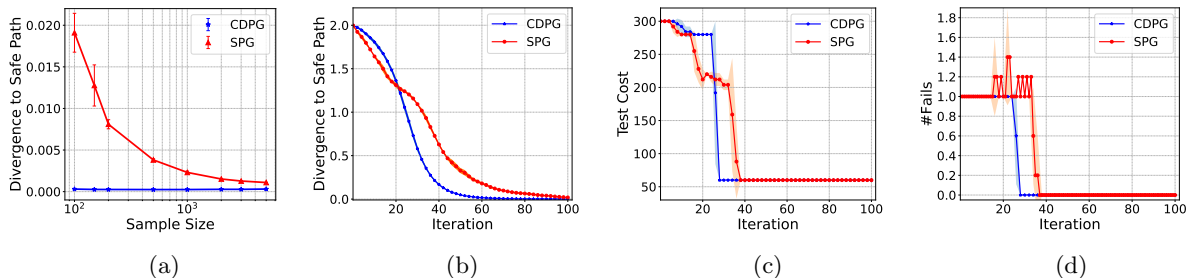 Divergence to Safe Path
0.020
0.015
0.010
0.005
0.000
10²
10³
Sample Size
CDPG
SPG
(a)
Divergence to Safe Path
2.0
1.5
1.0
0.5
0.0
20
40
60
80
100
Iteration
CDPG
SPG
(b)
Test Cost
300
250
200
150
100
50
20
40
60
80
100
Iteration
CDPG
SPG
(c)
#Fails
1.8
1.6
1.4
1.2
1.0
0.8
0.6
0.4
0.2
0.0
20
40
60
80
100
Iteration
CDPG
SPG
(d)